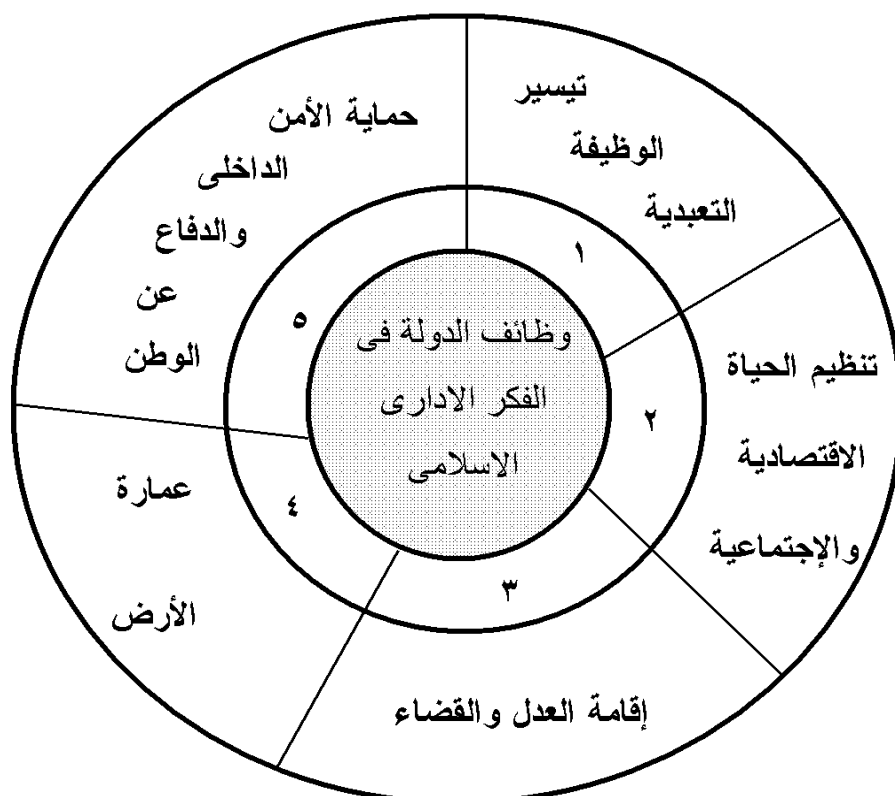 وظائف الدولة فى
الفكر الادارى
الاسلامى
١
تيسير
الوظيفة
التعبدية
٢
تنظيم الحياة
الاقتصادية
والإجتماعية
٣
إقامة العدل والقضاء
٤
عمارة
الأرض
٥
حماية الأمن
الداخلى
والدفاع
عن
الوطن